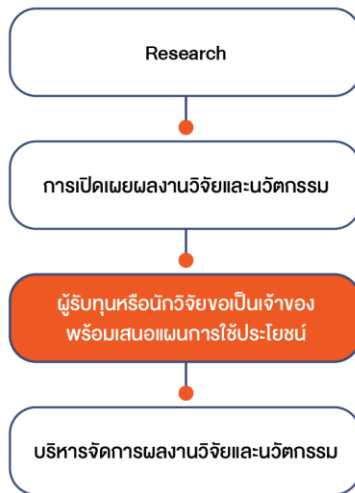 Research
การเปิดเผยผลงานวิจัยและนวัตกรรม
ผู้รับทุนหรือนักวิจัยขอเป็นเจ้าของ
พร้อมเสนอแผนการใช้ประโยชน์
บริหารจัดการผลงานวิจัยและนวัตกรรม